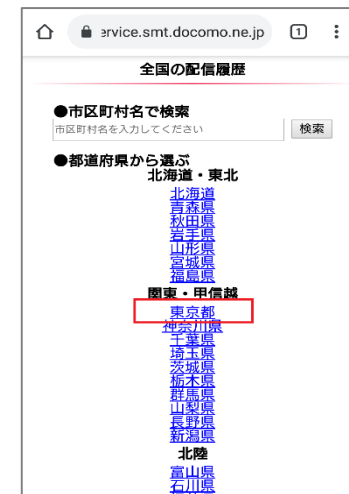 ervice.smt.docomo.ne.jp 1
全国の配信履歴
●市区町村名で検索
市区町村名を入力してください 検索
●都道府県から選ぶ
北海道・東北
北海道
青森県
秋田県
岩手県
山形県
宮城県
福島県
関東・甲信越
東京都
神奈川県
千葉県
埼玉県
茨城県
栃木県
群馬県
山梨県
長野県
新潟県
北陸
富山県
石川県